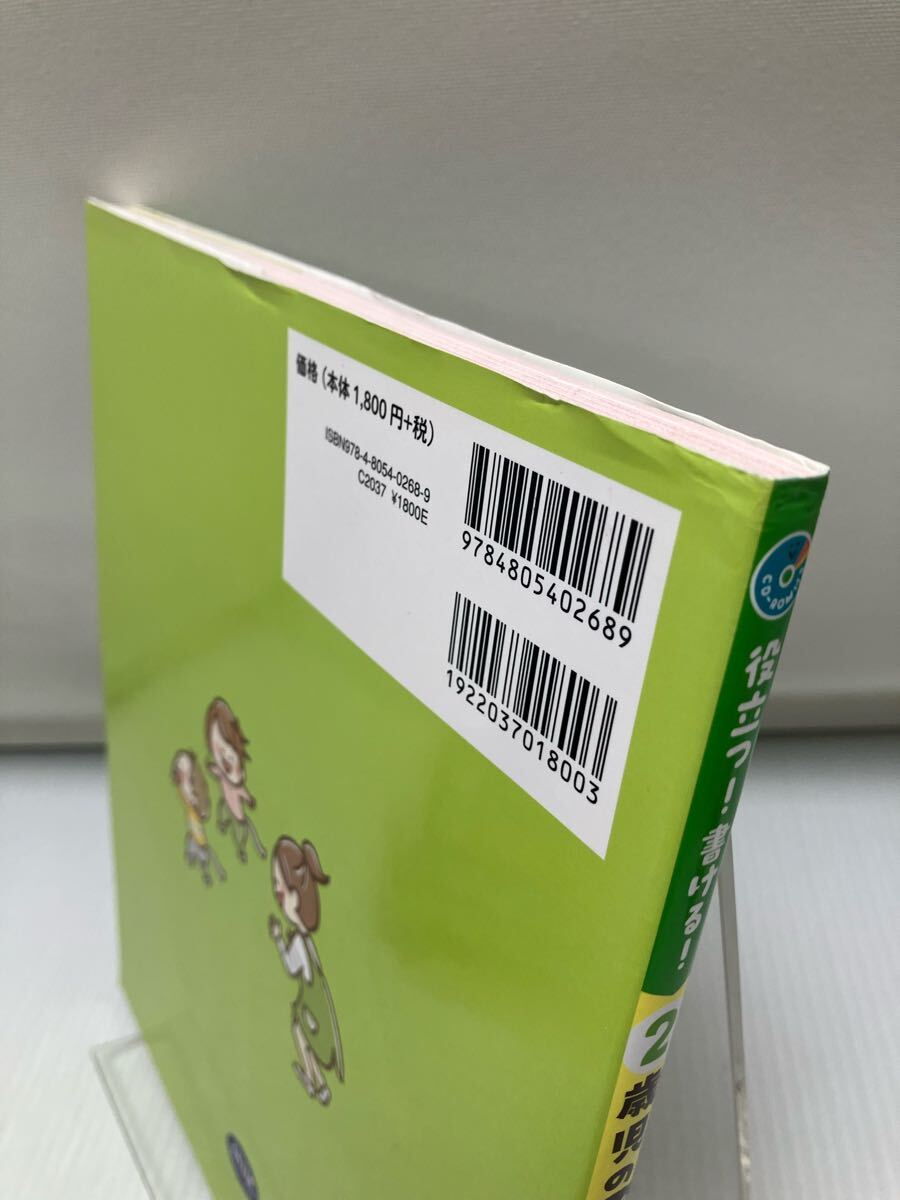 価格(本体1,800円+税)
ISBN978-4-8054-0268-9
C2037 ¥1800E
9784805402689
1922037018003
CD-ROM
役立つ!書ける!
2歳児の